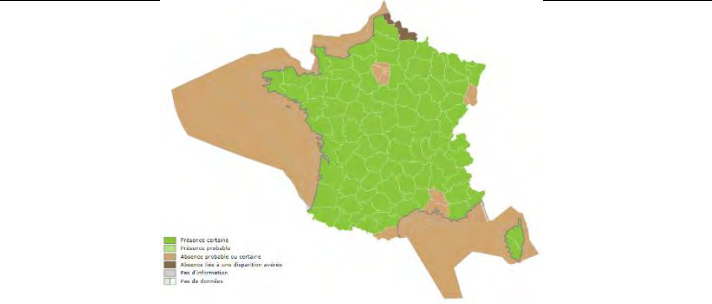 Présence certaine
Présence probable
Absence probable ou certaine
Absence liée à une disparition avérée
Pas d'information
Pas de données